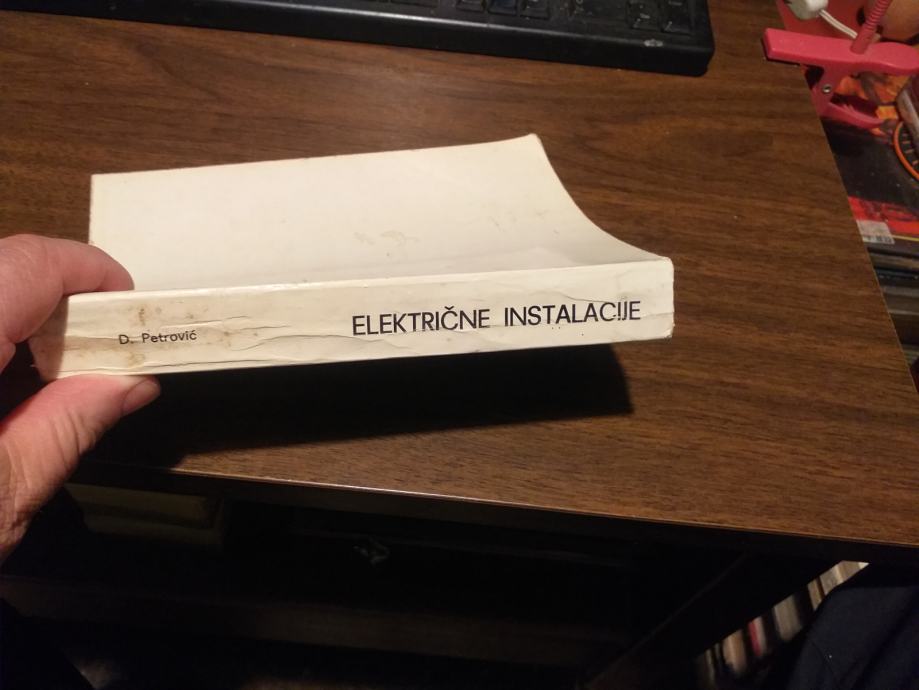 D. Petrović
ELEKTRIČNE INSTALACIJE